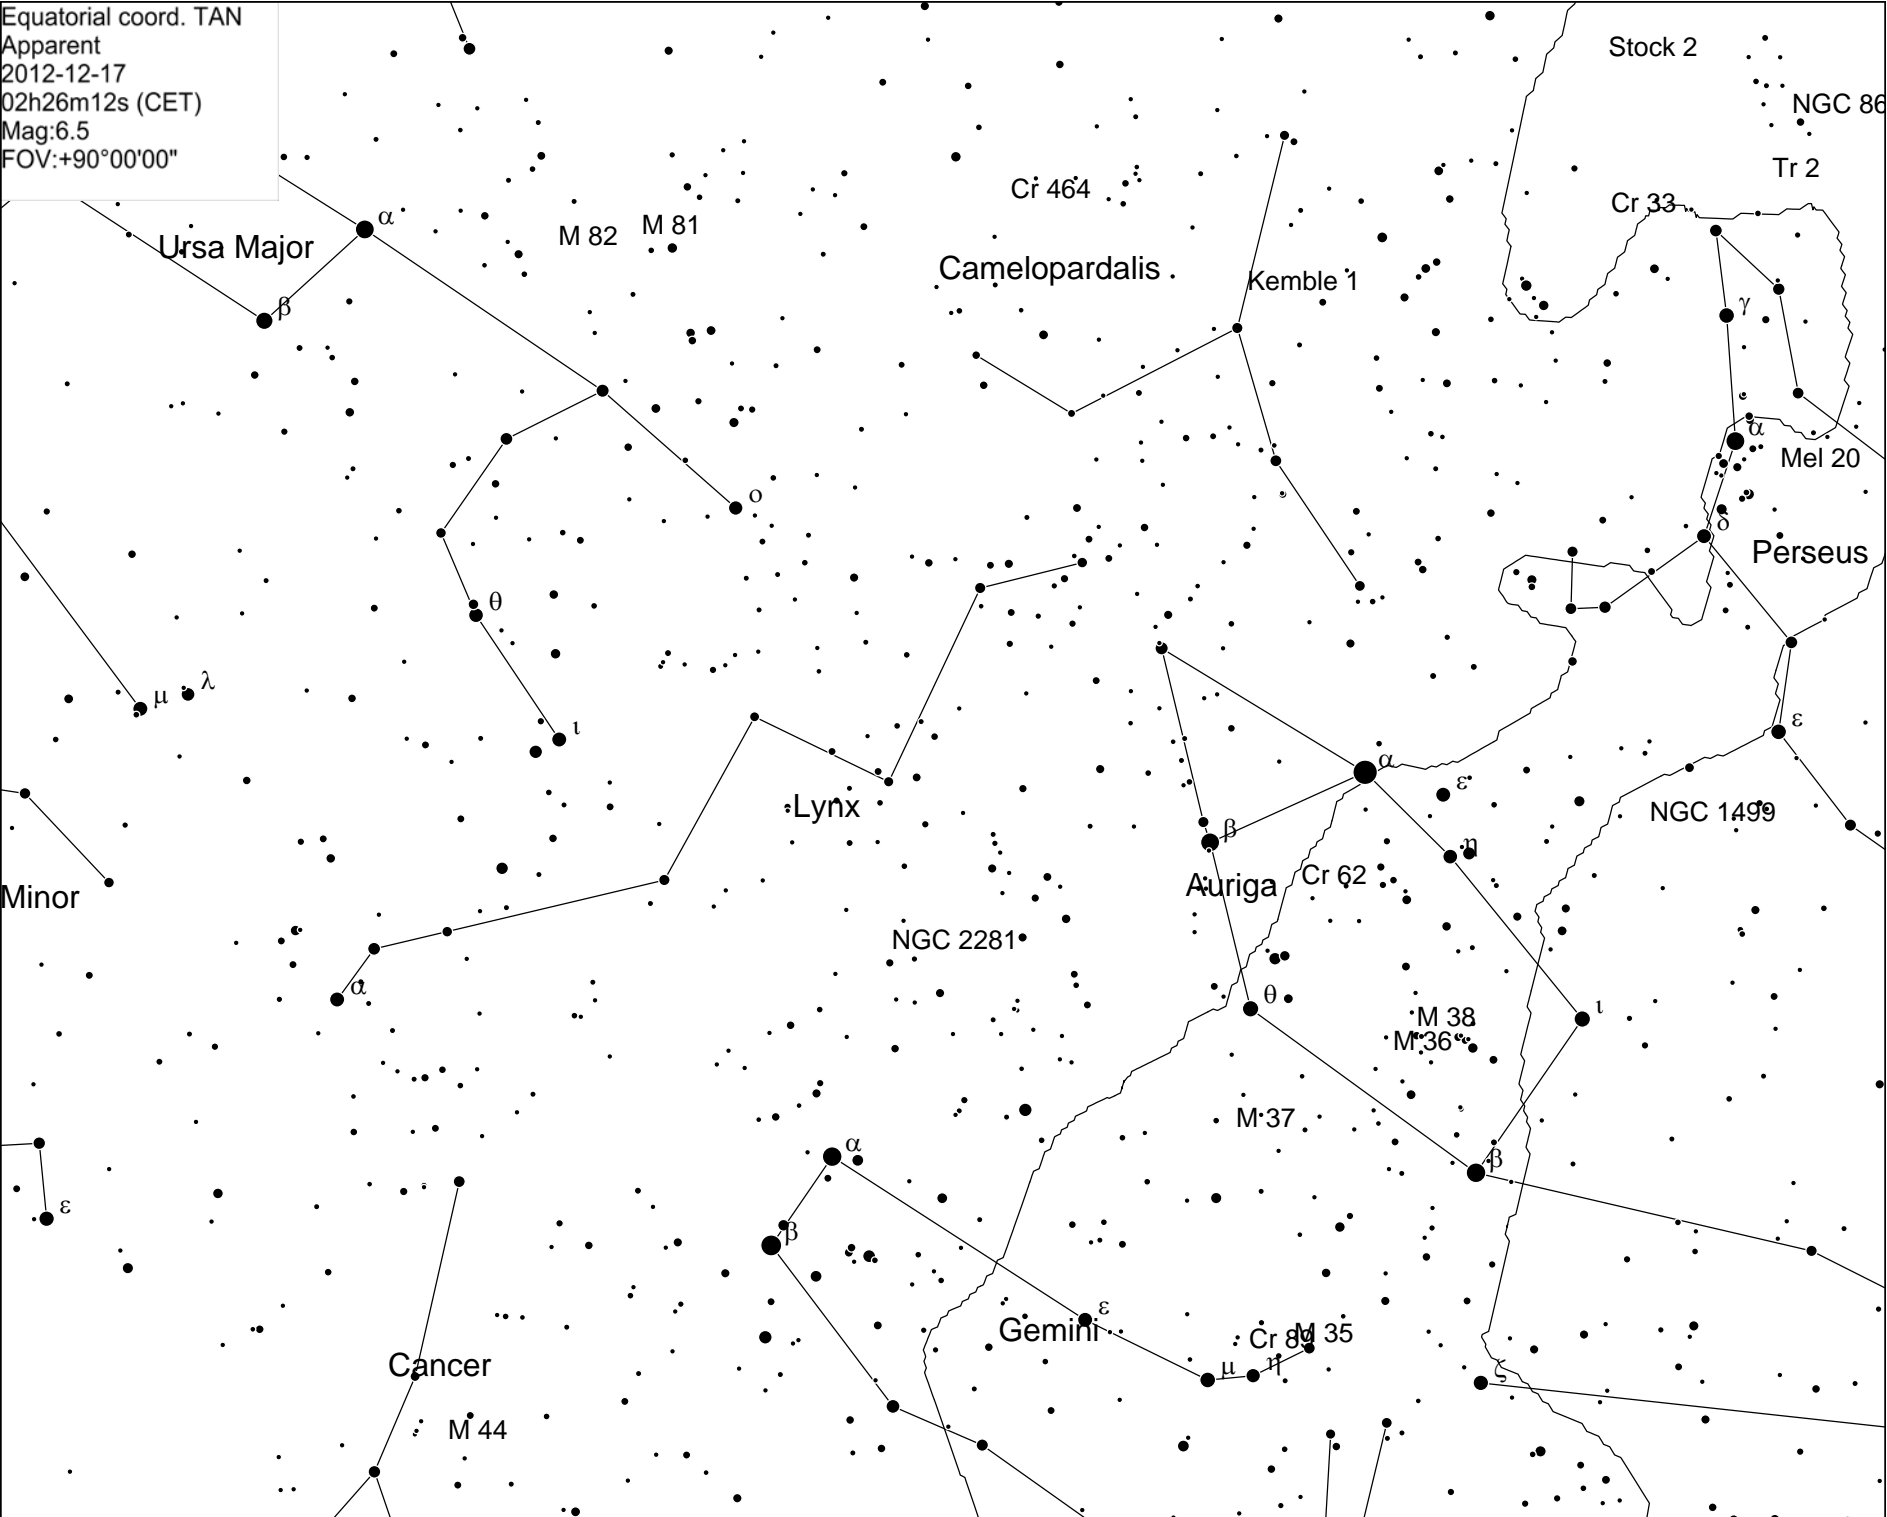 Equatorial coord. TAN
Apparent
2012-12-17
02h26m12s (CET)
Mag:6.5
FOV:+90°00'00"
Stock 2
NGC 86
Tr 2
Cr 464
Cr 33
α
M 82
M 81
Ursa Major
Camelopardalis
Kemble 1
β
γ
α
Mel 20
ο
δ
Perseus
θ
λ
μ
ι
ε
α
ε
Lynx
NGC 1499
β
η
Minor
Auriga
Cr 62
NGC 2281
α
θ
ι
M 38
M 36
M 37
α
β
ε
β
ε
Gemini
Cr 89
M 35
Cancer
μ
η
ζ
M 44